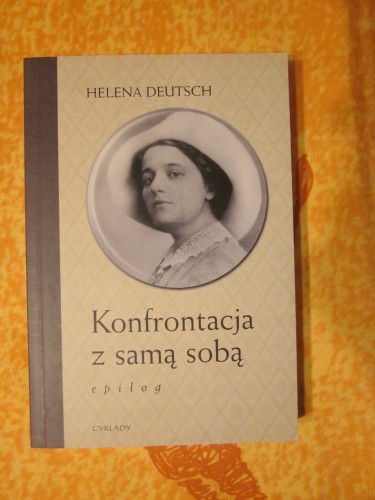 HELENA DEUTSCH
Konfrontacja
z samą sobą
epilog
CYKLADY